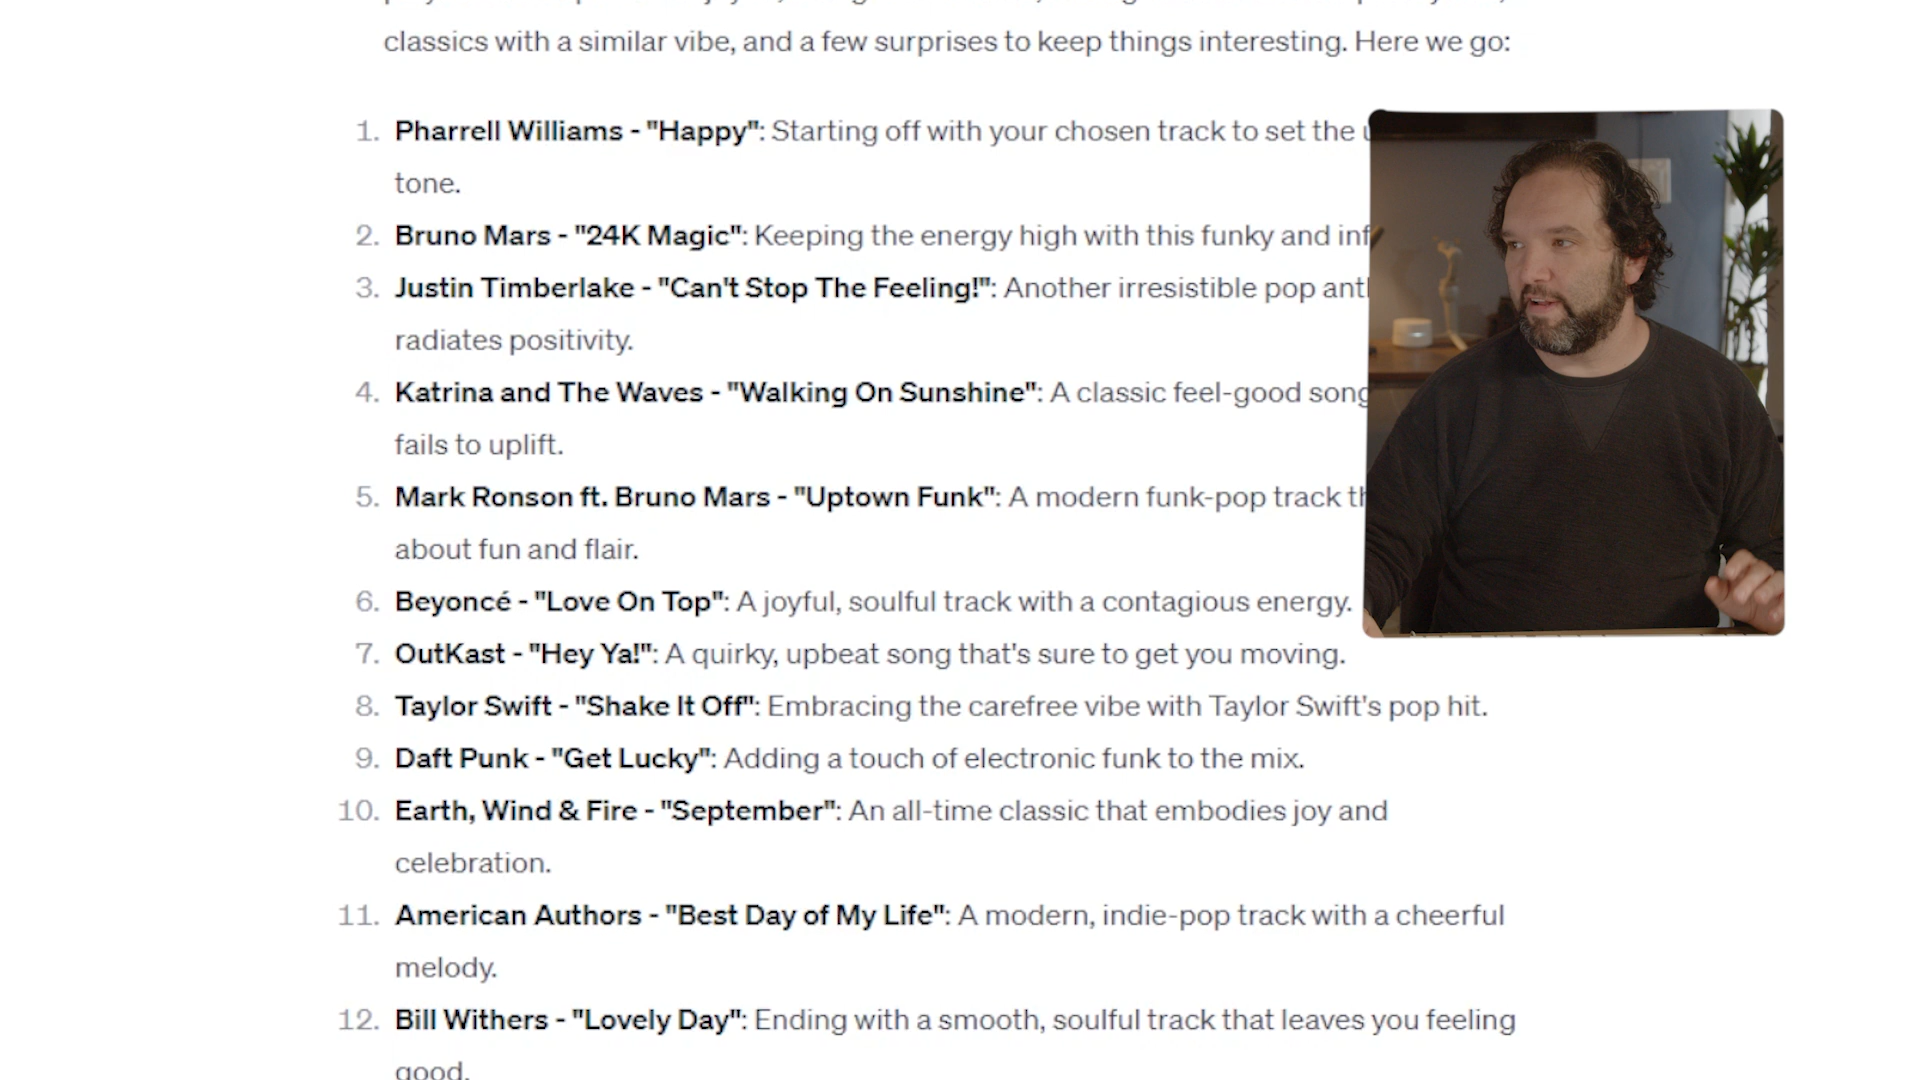 classics with a similar vibe, and a few surprises to keep things interesting. Here we go:
1. Pharrell Williams - "Happy": Starting off with your chosen track to set the
tone.
2. Bruno Mars - "24K Magic": Keeping the energy high with this funky and
3. Justin Timberlake - "Can't Stop The Feeling!": Another irresistible pop
radiates positivity.
4. Katrina and The Waves - "Walking On Sunshine": A classic feel-good song
fails to uplift.
5. Mark Ronson ft. Bruno Mars - "Uptown Funk": A modern funk-pop track
about fun and flair.
6. Beyoncé - "Love On Top": A joyful, soulful track with a contagious energy.
7. OutKast - "Hey Ya!": A quirky, upbeat song that's sure to get you moving.
8. Taylor Swift - "Shake It Off": Embracing the carefree vibe with Taylor Swift's pop hit.
9. Daft Punk - "Get Lucky": Adding a touch of electronic funk to the mix.
10. Earth, Wind & Fire - "September": An all-time classic that embodies joy and
celebration.
11. American Authors - "Best Day of My Life": A modern, indie-pop track with a cheerful
melody.
12. Bill Withers - "Lovely Day": Ending with a smooth, soulful track that leaves you feeling
good.